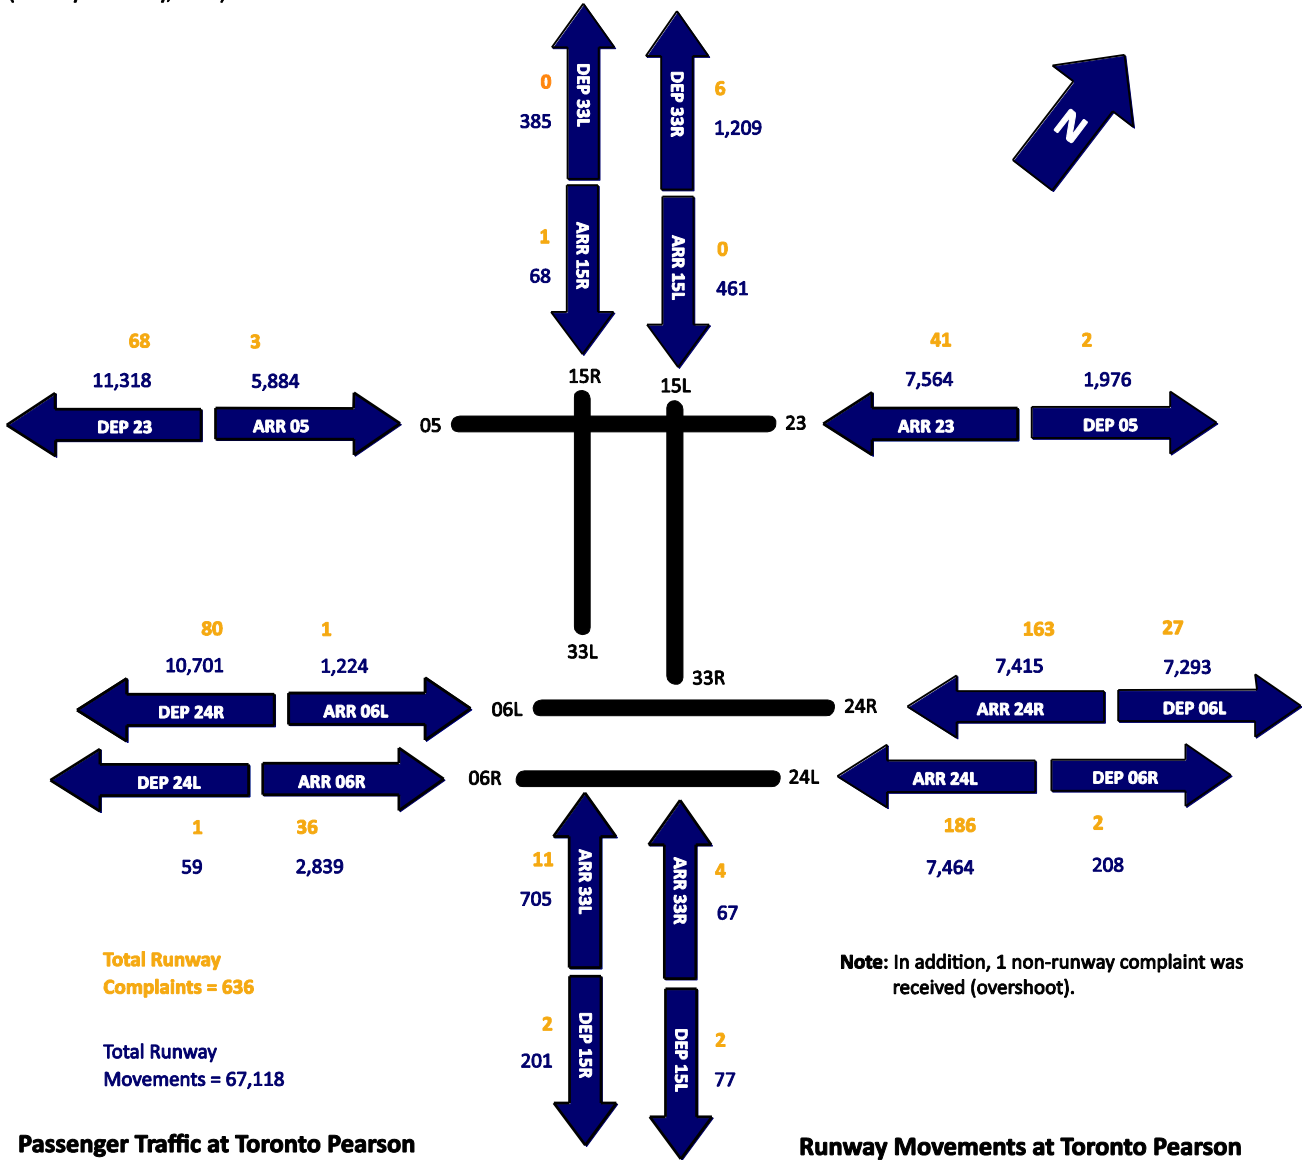 0
385
DEP 33L
DEP 33R
6
1,209
N
1
68
ARR 15R
ARR 15L
0
461
68
11,318
3
5,884
DEP 23
ARR 05
15R
15L
05
23
41
7,564
2
1,976
ARR 23
DEP 05
80
10,701
1
1,224
DEP 24R
ARR 06L
33L
33R
06L
24R
163
7,415
27
7,293
ARR 24R
DEP 06L
DEP 24L
ARR 06R
06R
24L
ARR 24L
DEP 06R
1
59
36
2,839
186
7,464
2
208
11
705
ARR 33L
ARR 33R
4
67
Total Runway
Complaints = 636
Note: In addition, 1 non-runway complaint was
received (overshoot).
2
201
DEP 15R
DEP 15L
2
77
Total Runway
Movements = 67,118
Passenger Traffic at Toronto Pearson
Runway Movements at Toronto Pearson